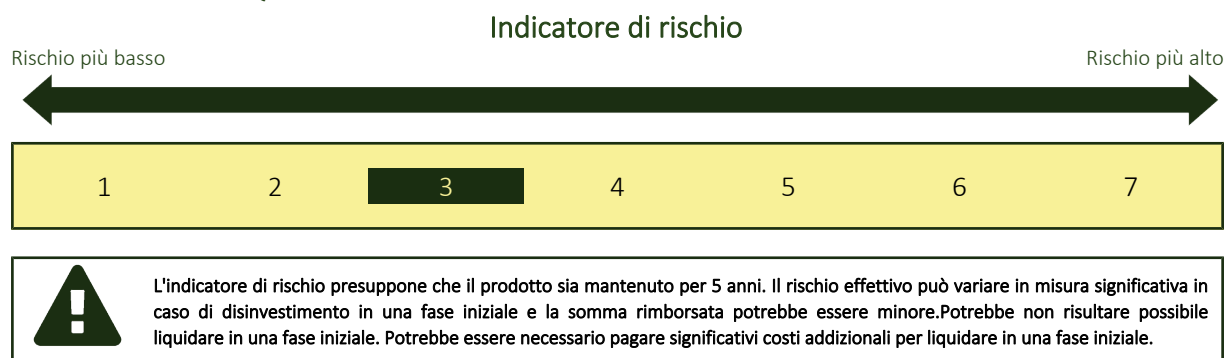 Indicatore di rischio
Rischio più basso Rischio più alto
1 2 3 4 5 6 7
L'indicatore di rischio presuppone che il prodotto sia mantenuto per 5 anni. Il rischio effettivo può variare in misura significativa in
caso di disinvestimento in una fase iniziale e la somma rimborsata potrebbe essere minore.Potrebbe non risultare possibile
liquidare in una fase iniziale. Potrebbe essere necessario pagare significativi costi addizionali per liquidare in una fase iniziale.